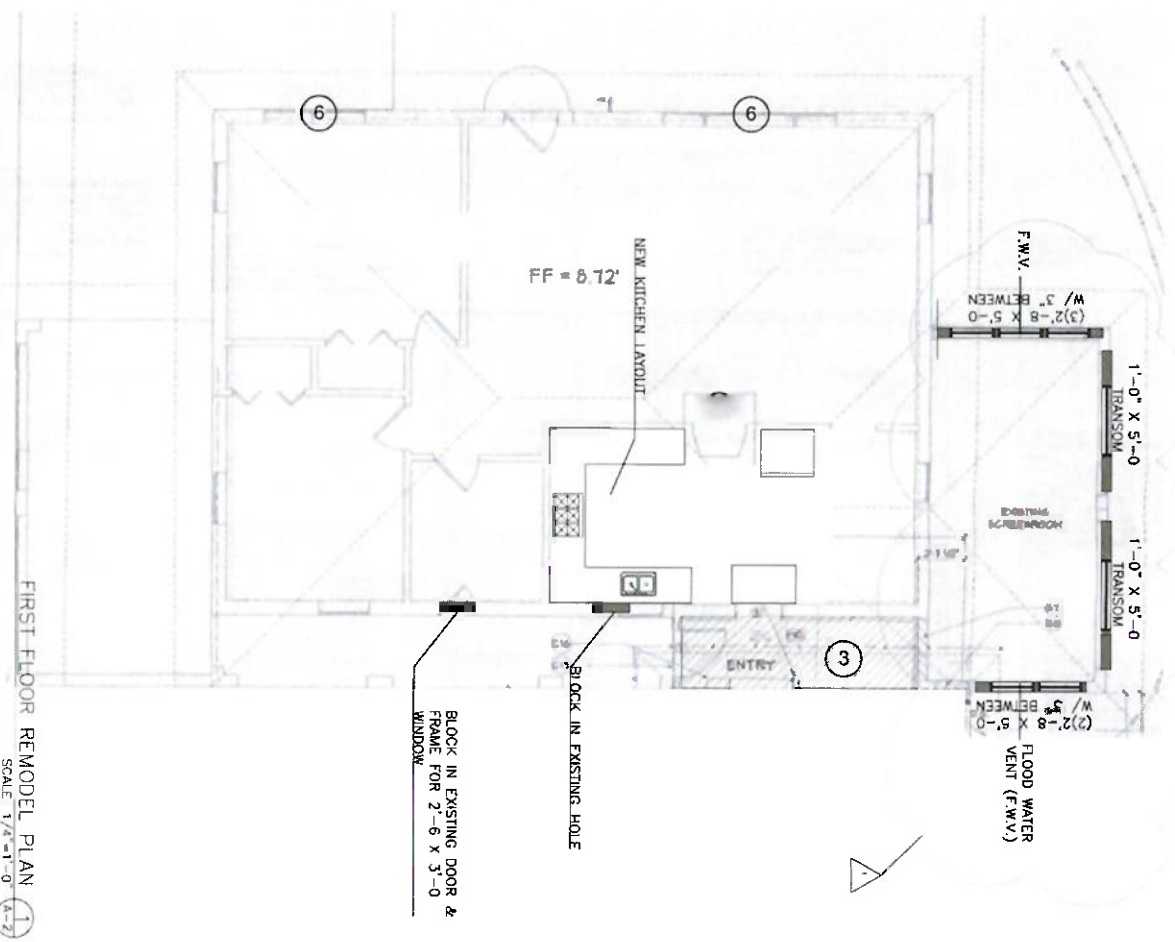 6
6
FF = 8.72'
NEW KITCHEN LAYOUT
F.W.V.
(3)2'-8 X 5'-0
W/ 3" BETWEEN
1'-0" X 5'-0
TRANSOM
1'-0" X 5'-0
TRANSOM
EXISTING
SCREENROOM
ENTRY
3
(2)2'-8 X 5'-0
W/ 3" BETWEEN
FLOOD WATER
VENT (F.W.V.)
BLOCK IN EXISTING HOLE
BLOCK IN EXISTING DOOR &
FRAME FOR 2'-6 X 3'-0
WINDOW
FIRST FLOOR REMODEL PLAN
SCALE 1/4"=1'-0"
1
A-2